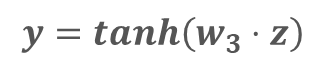 y = tanh(w₃ · z)